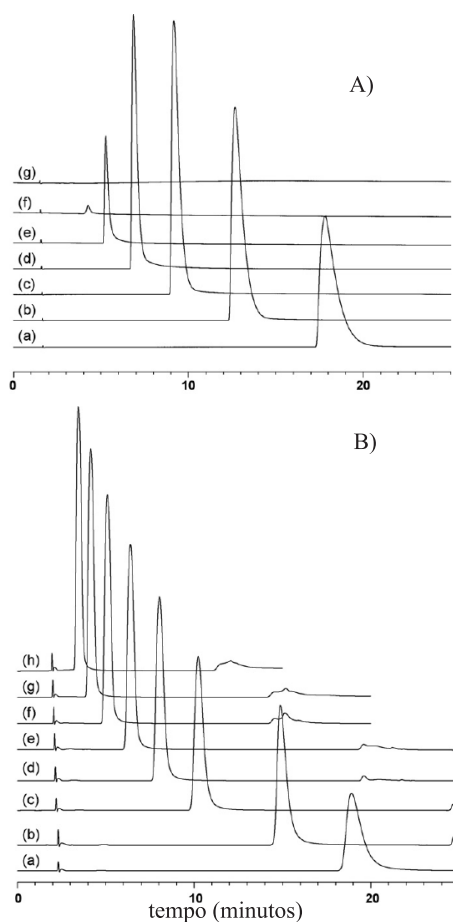 A)
(g)
(f)
(e)
(d)
(c)
(b)
(a)
0 10 20
B)
(h)
(g)
(f)
(e)
(d)
(c)
(b)
(a)
0 10 20
tempo (minutos)